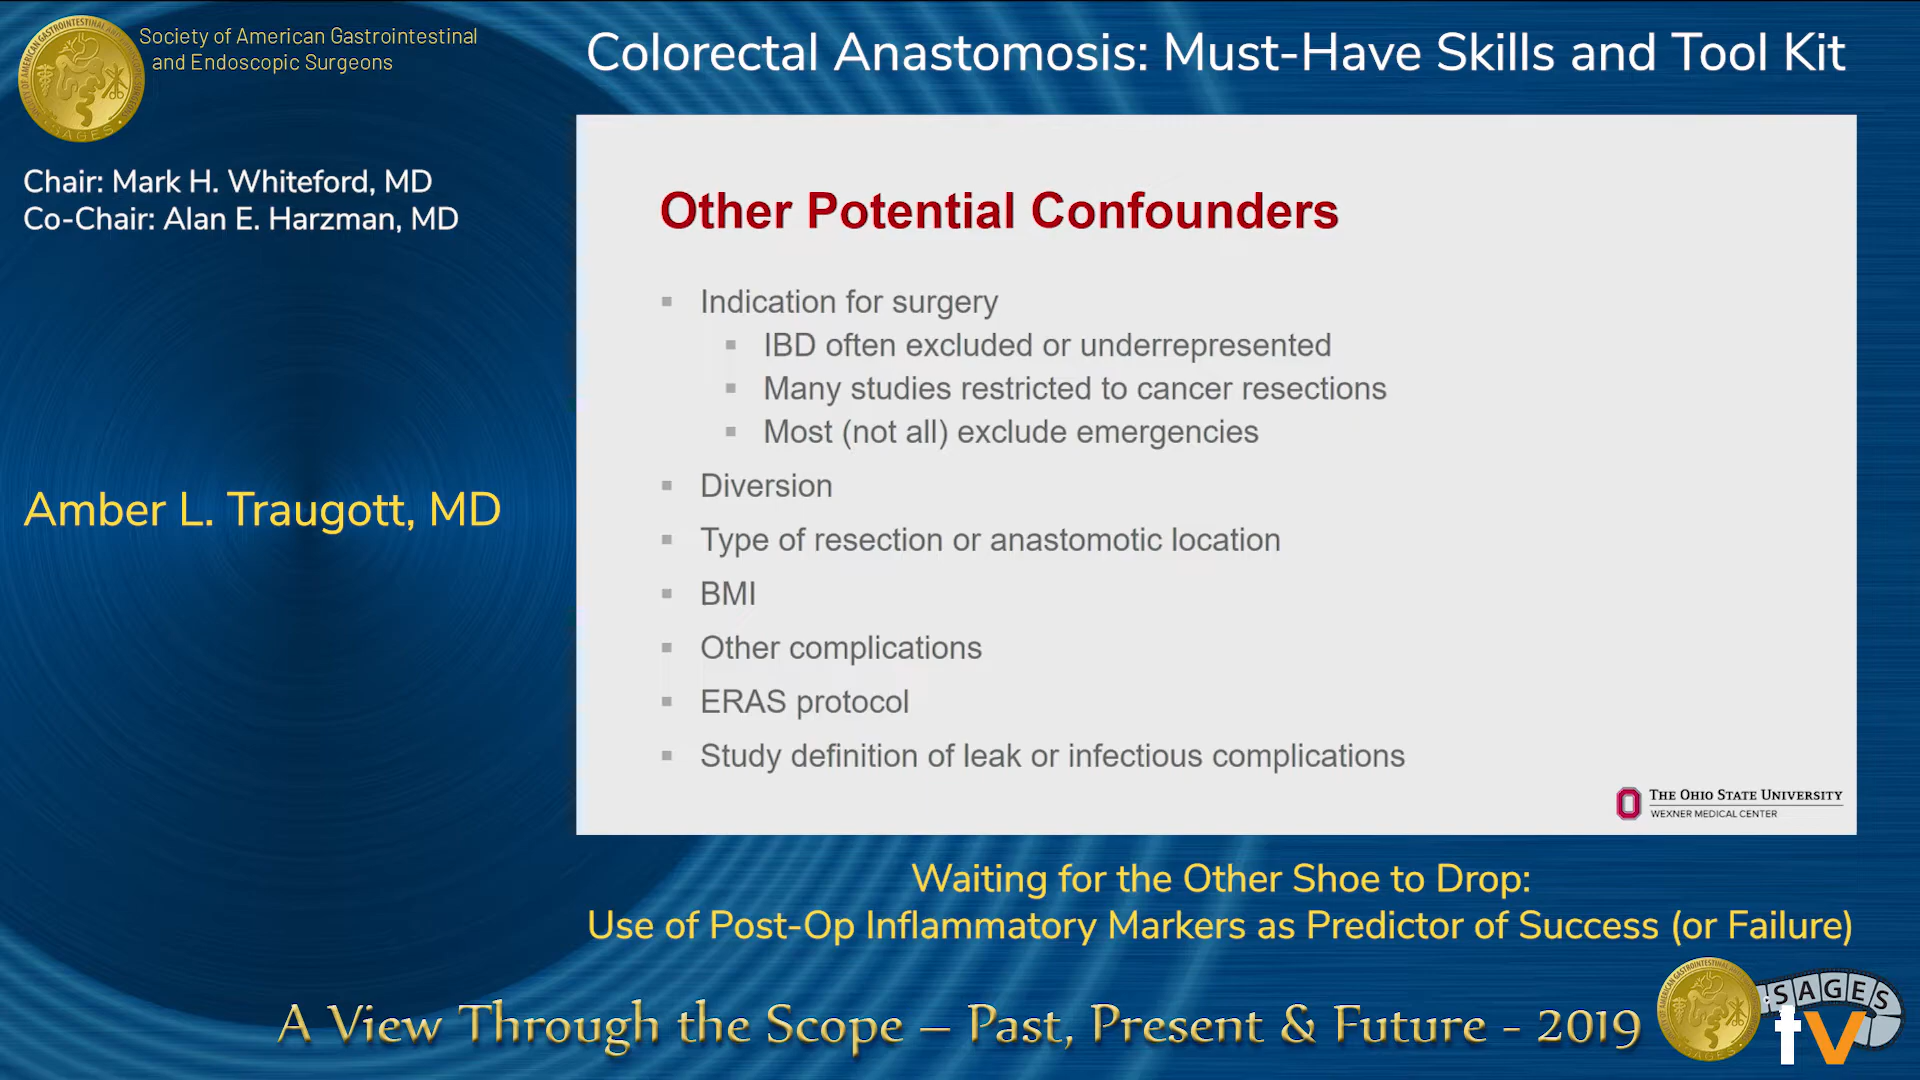 Society of American Gastrointestinal
and Endoscopic Surgeons
Colorectal Anastomosis: Must-Have Skills and Tool Kit
Chair: Mark H. Whiteford, MD
Co-Chair: Alan E. Harzman, MD
Amber L. Traugott, MD
Other Potential Confounders
Indication for surgery
IBD often excluded or underrepresented
Many studies restricted to cancer resections
Most (not all) exclude emergencies
Diversion
Type of resection or anastomotic location
BMI
Other complications
ERAS protocol
Study definition of leak or infectious complications
THE OHIO STATE UNIVERSITY
WEXNER MEDICAL CENTER
Waiting for the Other Shoe to Drop:
Use of Post-Op Inflammatory Markers as Predictor of Success (or Failure)
A View Through the Scope – Past, Present & Future - 2019
SAGES
tv